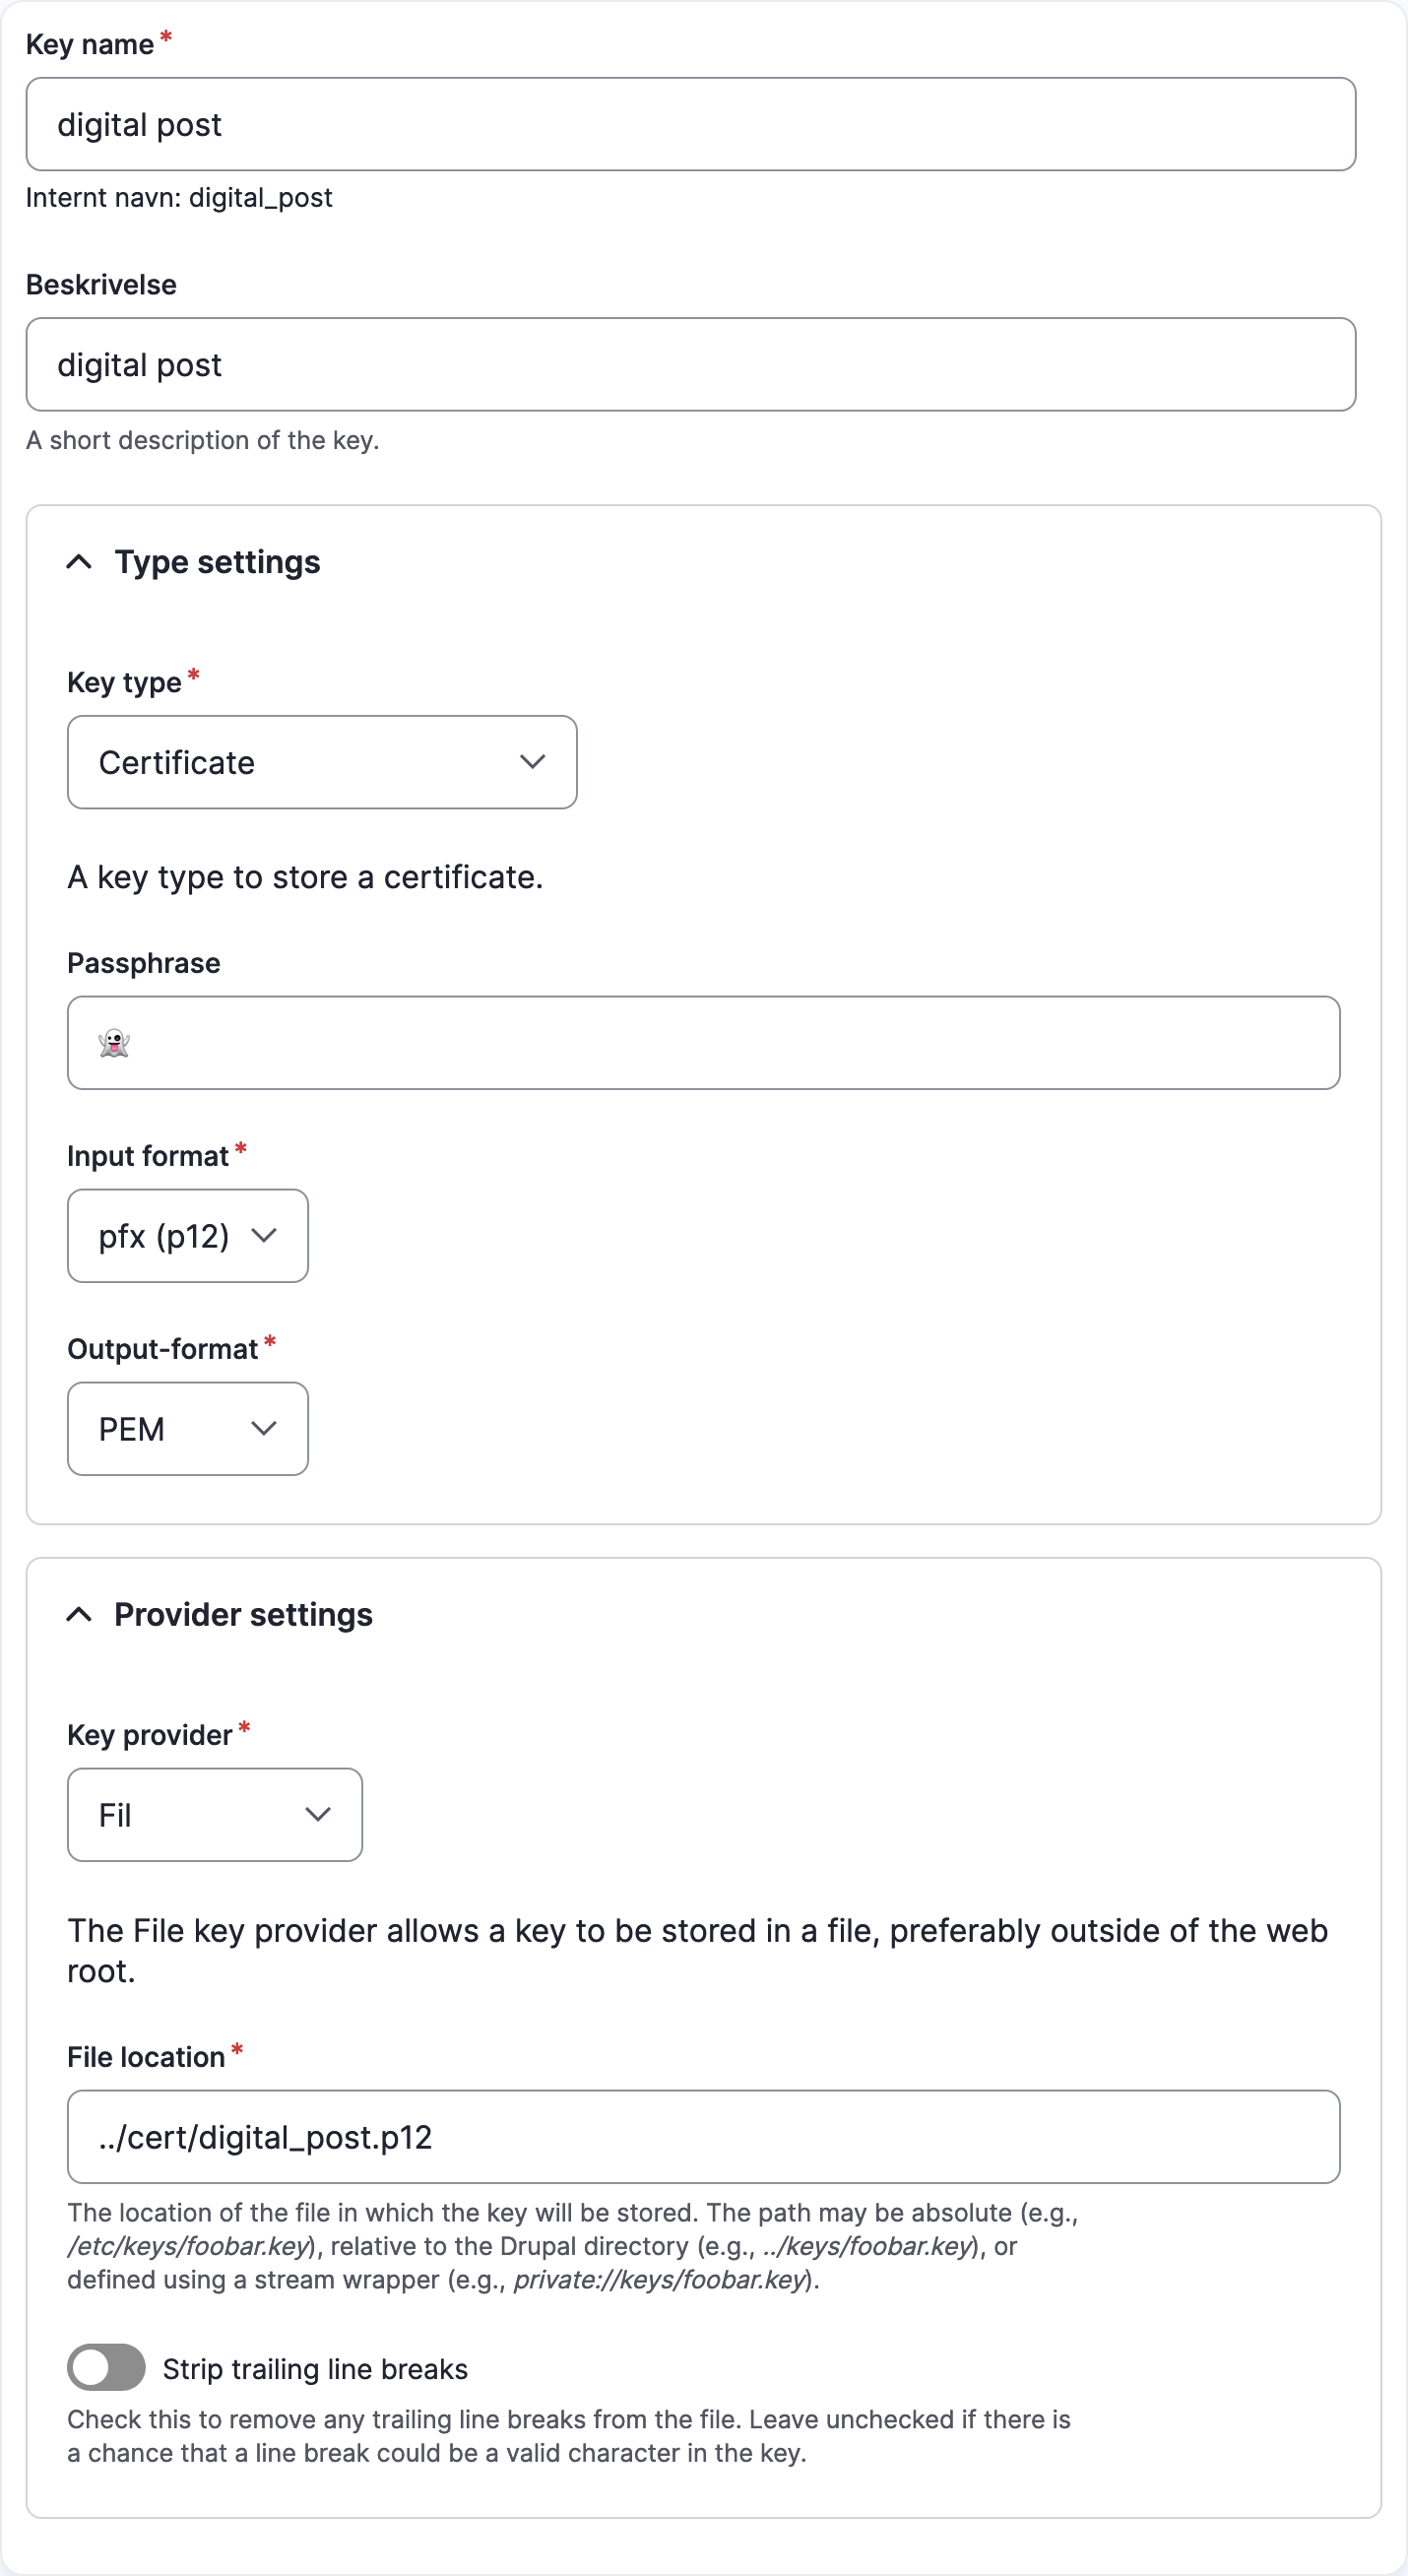 Key name *
digital post
Internt navn: digital_post
Beskrivelse
digital post
A short description of the key.
Type settings
Key type *
Certificate
A key type to store a certificate.
Passphrase
👻
Input format *
pfx (p12)
Output-format *
PEM
Provider settings
Key provider *
Fil
The File key provider allows a key to be stored in a file, preferably outside of the web
root.
File location *
../cert/digital_post.p12
The location of the file in which the key will be stored. The path may be absolute (e.g.,
/etc/keys/foobar.key), relative to the Drupal directory (e.g., ../keys/foobar.key), or
defined using a stream wrapper (e.g., private://keys/foobar.key).
Strip trailing line breaks
Check this to remove any trailing line breaks from the file. Leave unchecked if there is
a chance that a line break could be a valid character in the key.